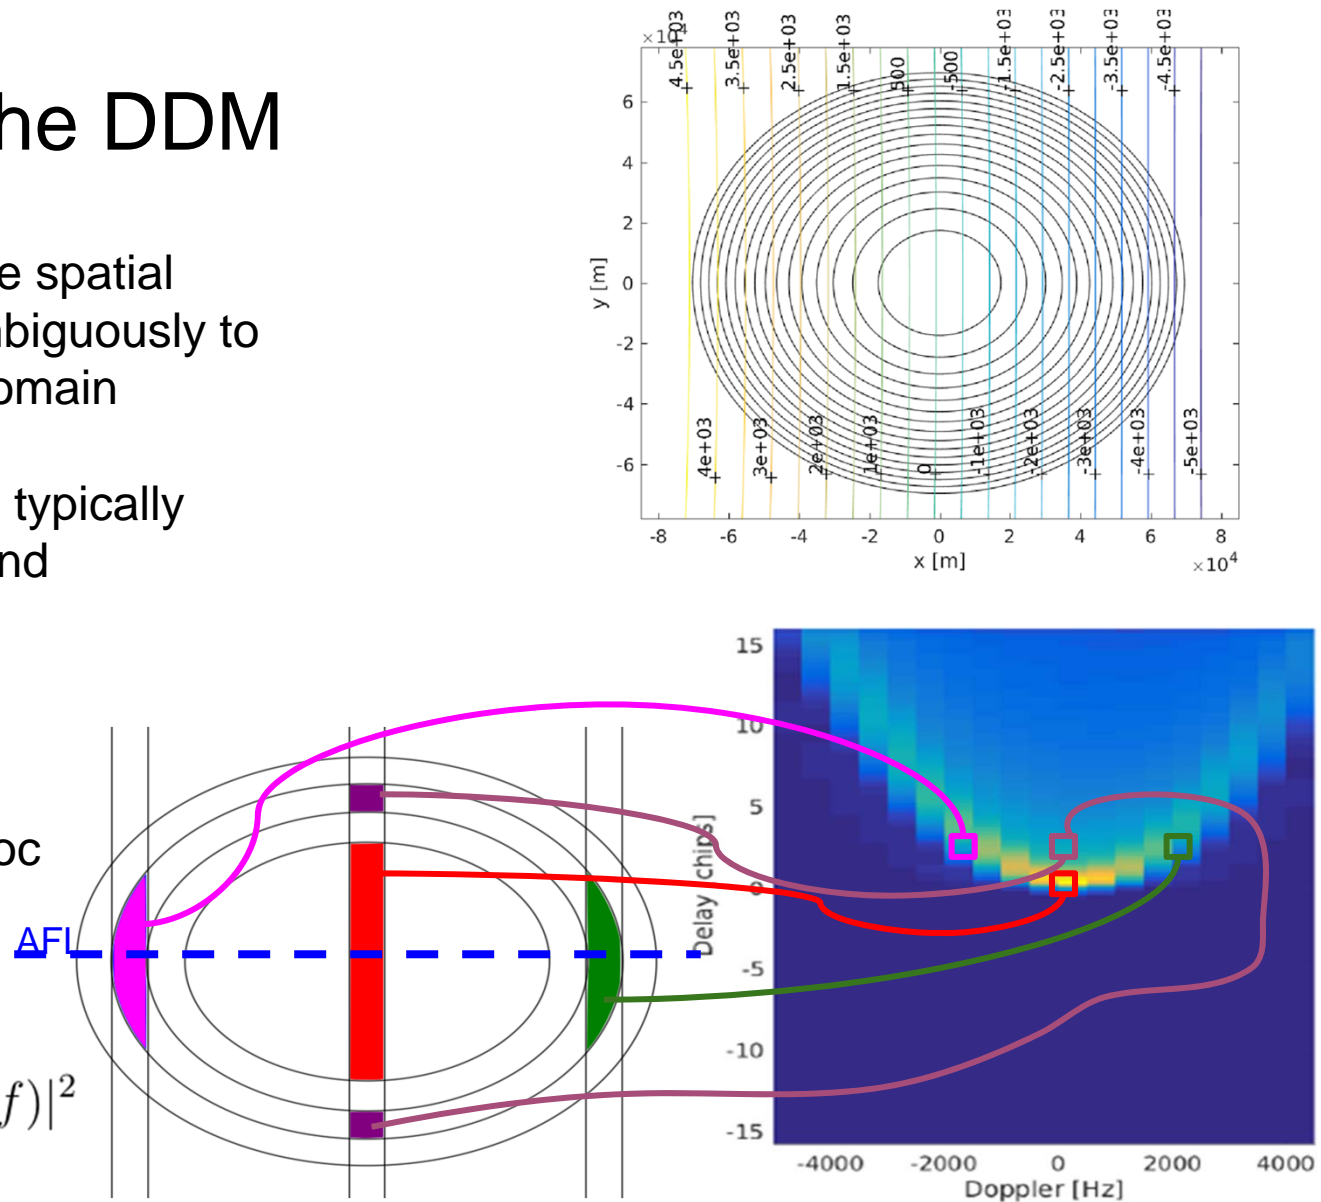 he DDM
e spatial
nbiguously to
omain
typically
nd
oc
AFL
f)|²
×10⁴
4.5e+03 3.5e+03 2.5e+03 1.5e+03 500 -500 -1.5e+03 -2.5e+03 -3.5e+03 -4.5e+03
6
4
2
0
-2
-4
-6
y [m]
4e+03 3e+03 2e+03 1e+03 0 -1e+03 -2e+03 -3e+03 -4e+03 -5e+03
-8 -6 -4 -2 0 2 4 6 8
x [m]
×10⁴
15
10
5
0
-5
-10
-15
Delay [chips]
-4000 -2000 0 2000 4000
Doppler [Hz]